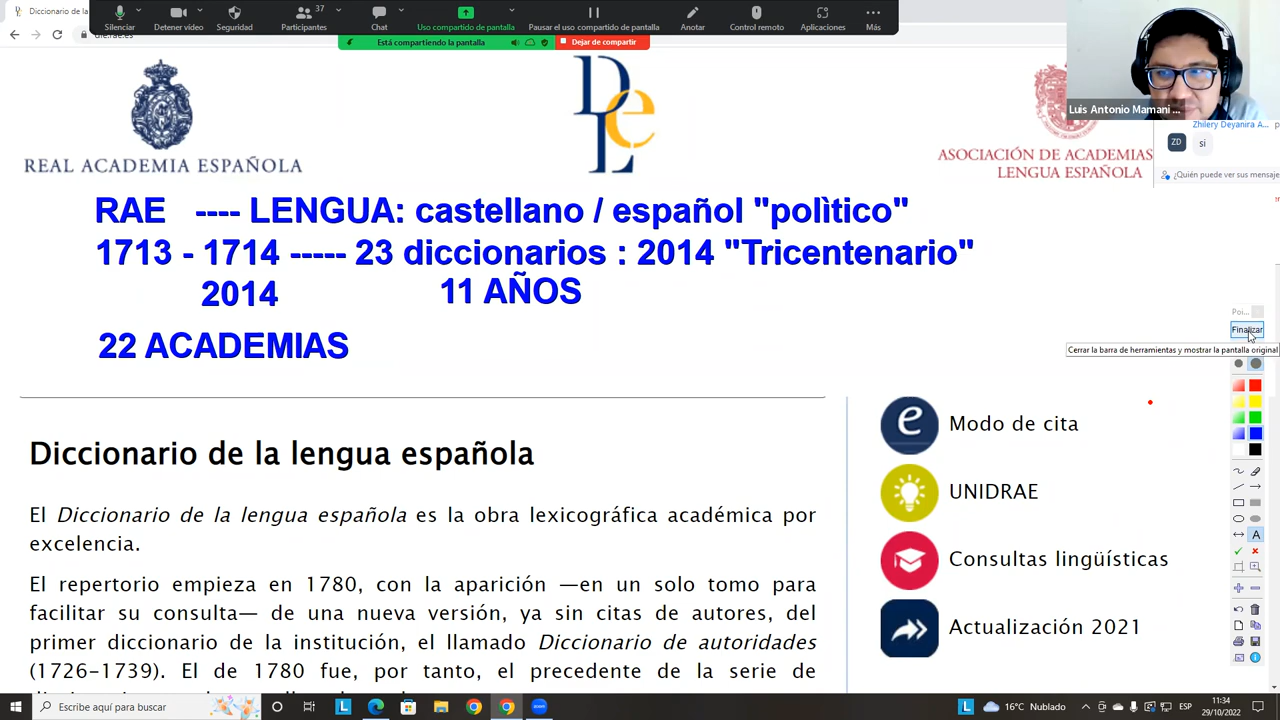 Diccionario de la
Silenciar
Detener video
Seguridad
37
Participantes
Chat
Uso compartido de pantalla
Pausar el uso compartido de pantalla
Anotar
Control remoto
Aplicaciones
Más
Está compartiendo la pantalla
Dejar de compartir
Luis Antonio Mamani ...
Zhilery Deyanira A...
ZD
si
¿Quién puede ver sus mensaje
REAL ACADEMIA ESPAÑOLA
DLe
ASOCIACIÓN DE ACADEMIAS
LENGUA ESPAÑOLA
RAE ---- LENGUA: castellano / español "polìtico"
1713 - 1714 ----- 23 diccionarios : 2014 "Tricentenario"
2014 11 AÑOS
22 ACADEMIAS
Poi...
Finalizar
Cerrar la barra de herramientas y mostrar la pantalla original
Diccionario de la lengua española
El Diccionario de la lengua española es la obra lexicográfica académica por
excelencia.
El repertorio empieza en 1780, con la aparición —en un solo tomo para
facilitar su consulta— de una nueva versión, ya sin citas de autores, del
primer diccionario de la institución, el llamado Diccionario de autoridades
(1726-1739). El de 1780 fue, por tanto, el precedente de la serie de
Modo de cita
UNIDRAE
Consultas lingüísticas
Actualización 2021
A
Escribe aquí para buscar
L
zoom
L
16°C Nublado
ESP
11:34
29/10/2022